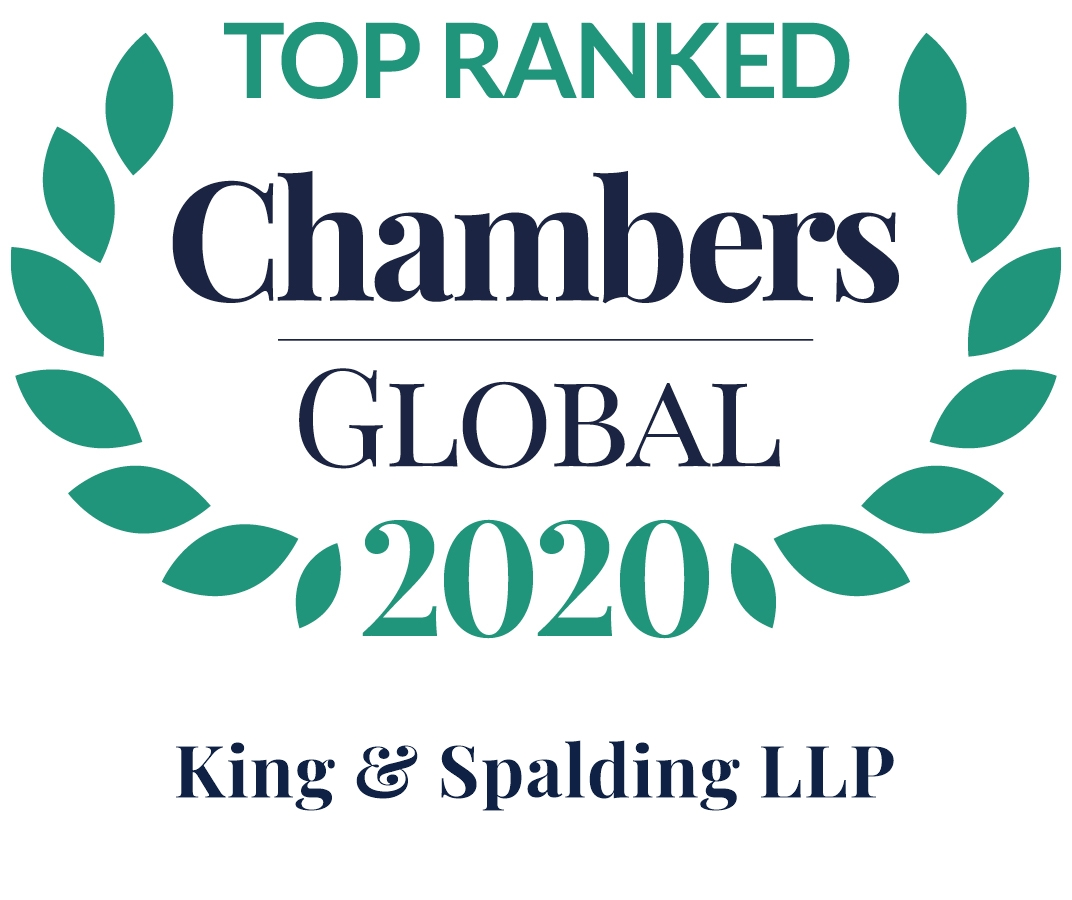 TOP RANKED
Chambers
GLOBAL
2020
King & Spalding LLP